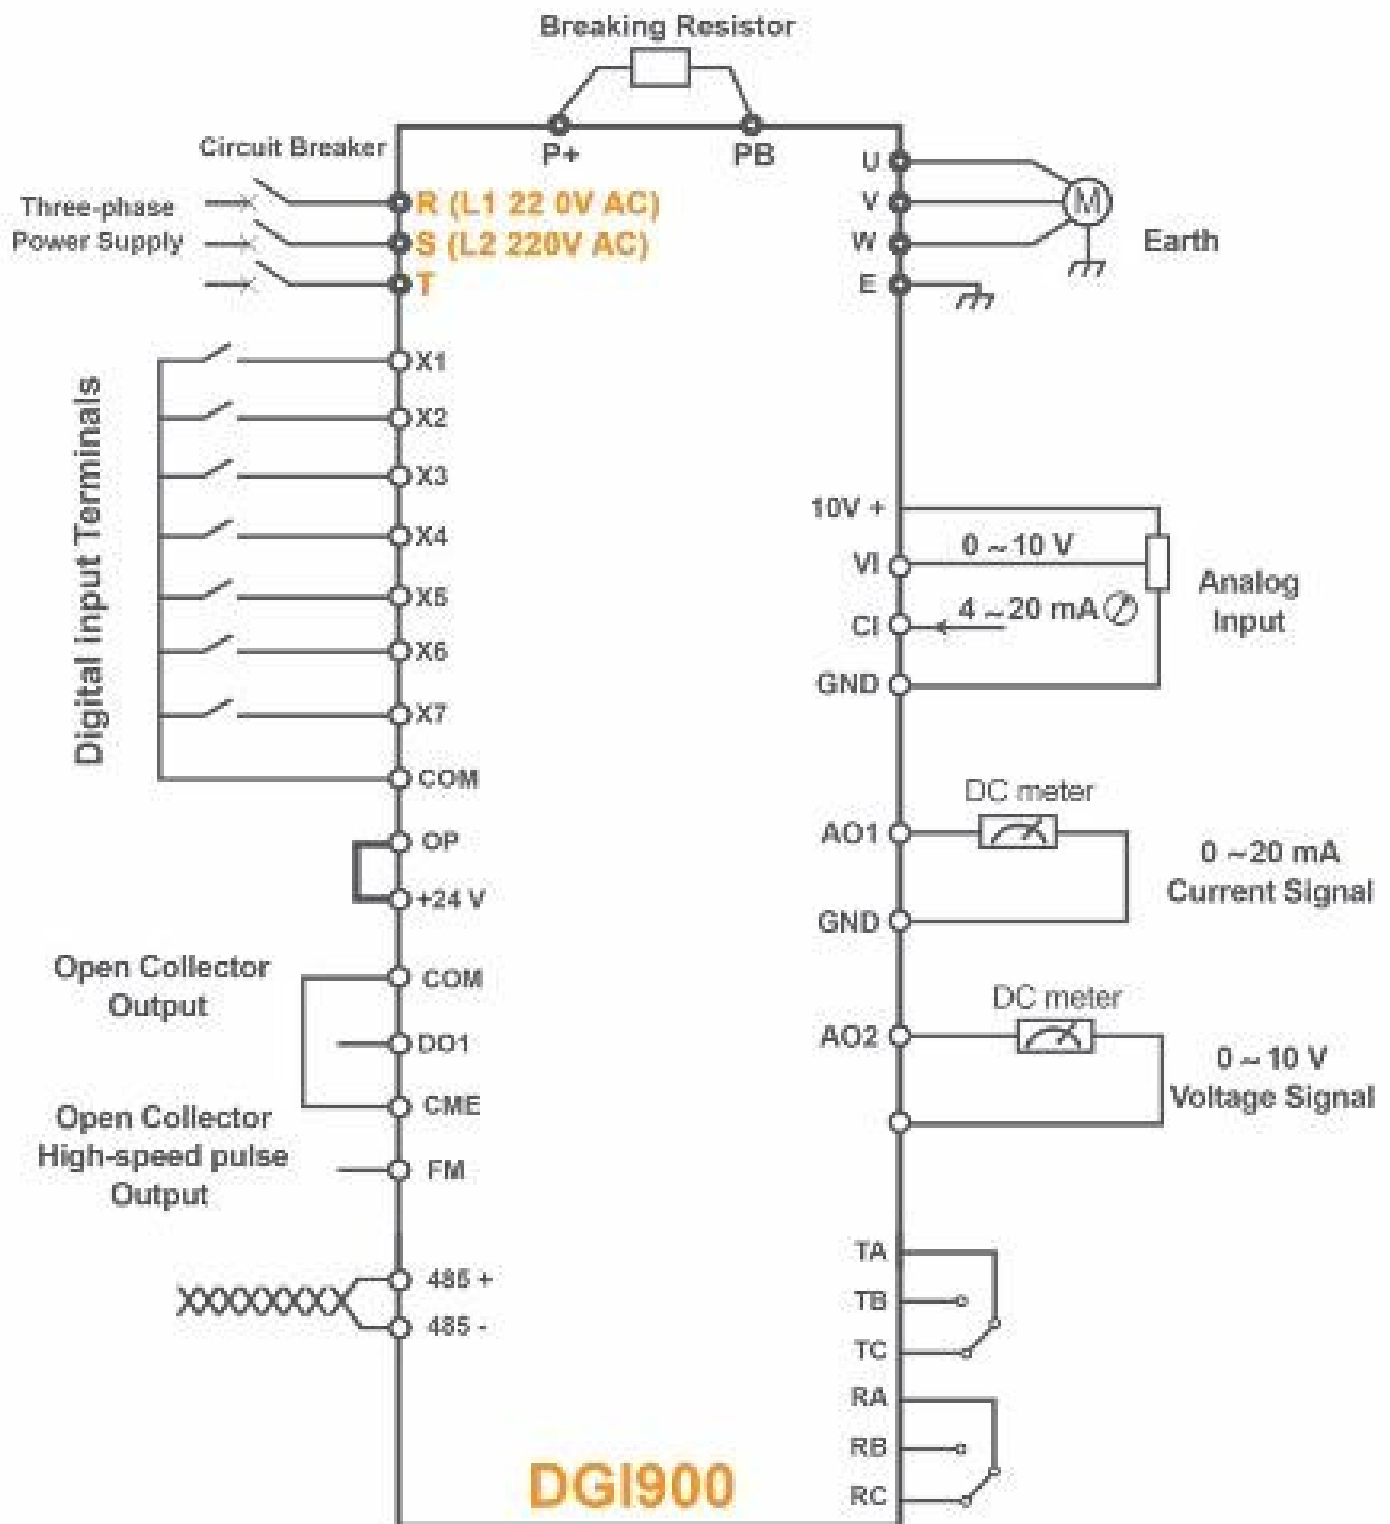 Breaking Resistor
P+
PB
Circuit Breaker
Three-phase
Power Supply
R (L1 22 0V AC)
S (L2 220V AC)
T
U
V
W
E
M
Earth
Digital input Terminals
X1
X2
X3
X4
X5
X6
X7
COM
OP
+24 V
Open Collector
Output
COM
DO1
CME
Open Collector
High-speed pulse
Output
FM
485 +
485 -
10V +
VI
0 ~ 10 V
CI
4 ~ 20 mA
GND
Analog
Input
DC meter
AO1
GND
0 ~20 mA
Current Signal
DC meter
AO2
0 ~ 10 V
Voltage Signal
TA
TB
TC
RA
RB
RC
DGI900